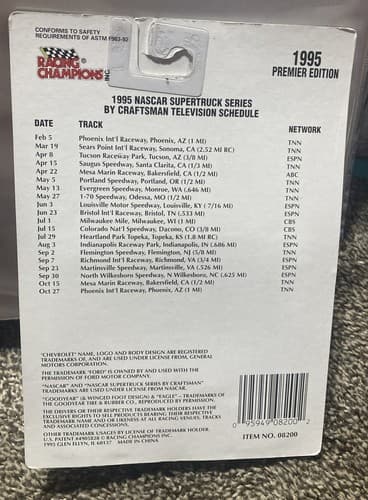 CONFORMS TO SAFETY
REQUIREMENTS OF ASTM F963-92
1995
PREMIER EDITION
RACING
CHAMPIONS INC.
1995 NASCAR SUPERTRUCK SERIES
BY CRAFTSMAN TELEVISION SCHEDULE
DATE TRACK NETWORK
Feb 5 Phoenix Int'l Raceway, Phoenix, AZ (1 MI) TNN
Mar 19 Sears Point Int'l Raceway, Sonoma, CA (2.52 MI RC) TNN
Apr 8 Tucson Raceway Park, Tucson, AZ (3/8 MI) ESPN
Apr 15 Saugus Speedway, Santa Clarita, CA (1/3 MI) TNN
Apr 22 Mesa Marin Raceway, Bakersfield, CA (1/2 MI) ABC
May 5 Portland Speedway, Portland, OR (1/2 MI) TNN
May 13 Evergreen Speedway, Monroe, WA (.646 MI) TNN
May 27 I-70 Speedway, Odessa, MO (1/2 MI) TNN
Jun 3 Louisville Motor Speedway, Louisville, KY ( 7/16 MI) ESPN
Jun 23 Bristol Int'l Raceway, Bristol, TN (.533 MI) ESPN
Jul 1 Milwaukee Mile, Milwaukee, WI (1 MI) CBS
Jul 15 Colorado Nat'l Speedway, Dacono, CO (3/8 MI) CBS
Jul 29 Heartland Park Topeka, Topeka, KS (1.8 MI RC) TNN
Aug 3 Indianapolis Raceway Park, Indianapolis, IN (.686 MI) ESPN
Sep 2 Flemington Speedway, Flemington, NJ (5/8 MI) TNN
Sep 7 Richmond Int'l Raceway, Richmond, VA (3/4 MI) ESPN
Sep 23 Martinsville Speedway, Martinsville, VA (.526 MI) ESPN
Sep 30 North Wilkesboro Speedway, N Wilkesboro, NC (.625 MI) ESPN
Oct 15 Mesa Marin Raceway, Bakersfield, CA (1/2 MI) TNN
Oct 27 Phoenix Int'l Raceway, Phoenix, AZ (1 MI) TNN
"CHEVROLET" NAME, LOGO AND BODY DESIGN ARE REGISTERED
TRADEMARKS OF, AND ARE USED UNDER LICENSE FROM, GENERAL
MOTORS CORPORATION.
THE TRADEMARK "FORD" IS OWNED BY AND USED WITH THE
PERMISSION OF FORD MOTOR COMPANY.
"NASCAR" AND "NASCAR SUPERTRUCK SERIES BY CRAFTSMAN"
TRADEMARKS ARE USED UNDER LICENSE.
"GOODYEAR" (& WINGED FOOT DESIGN) & "EAGLE" – TRADEMARKS OF
THE GOODYEAR TIRE & RUBBER CO., REPRODUCED BY PERMISSION.
THE DRIVERS OR THEIR RESPECTIVE TRADEMARK HOLDERS HAVE THE
EXCLUSIVE RIGHTS TO SELL PRODUCTS BEARING THEIR RESPECTIVE
TRADEMARK NAME OR LIKENESS AT ALL RACING VENUES, TRACKS
AND ASSOCIATED CONCESSIONS.
OTHER TRADEMARK USAGES BY LICENSE OF TRADEMARK HOLDER.
U.S. PATENT #4905828 © RACING CHAMPIONS INC.
1995 GLEN ELLYN, IL 60137 MADE IN CHINA
0 95949 08200 2
ITEM NO. 08200